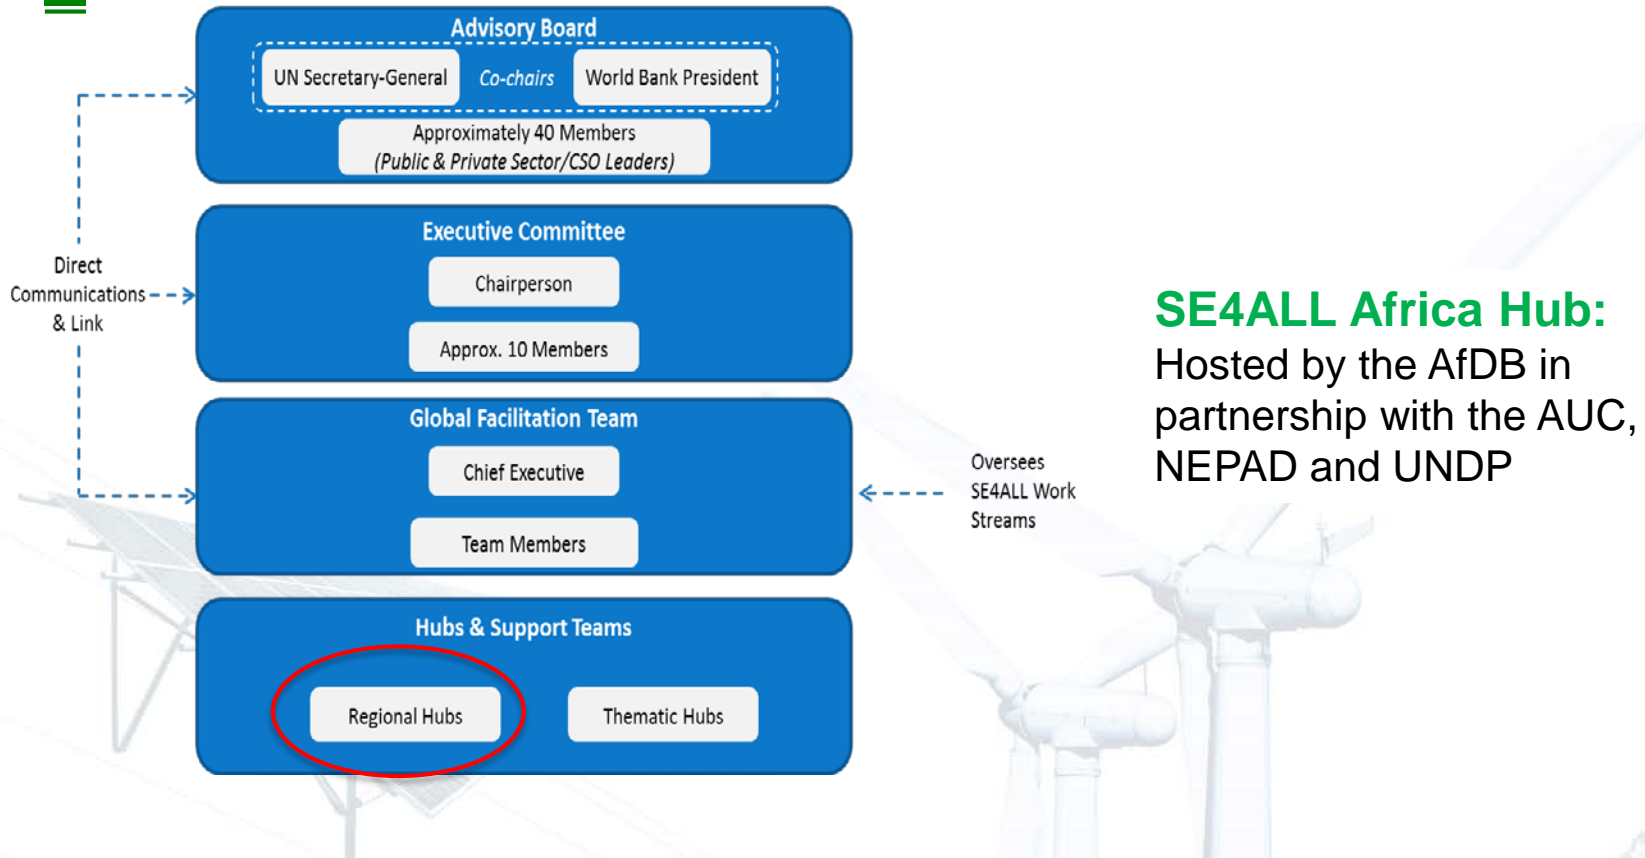 Advisory Board
UN Secretary-General
Co-chairs
World Bank President
Approximately 40 Members
(Public & Private Sector/CSO Leaders)
Executive Committee
Chairperson
Approx. 10 Members
Direct
Communications
& Link
Global Facilitation Team
Chief Executive
Team Members
Oversees
SE4ALL Work
Streams
Hubs & Support Teams
Regional Hubs
Thematic Hubs
SE4ALL Africa Hub:
Hosted by the AfDB in
partnership with the AUC,
NEPAD and UNDP